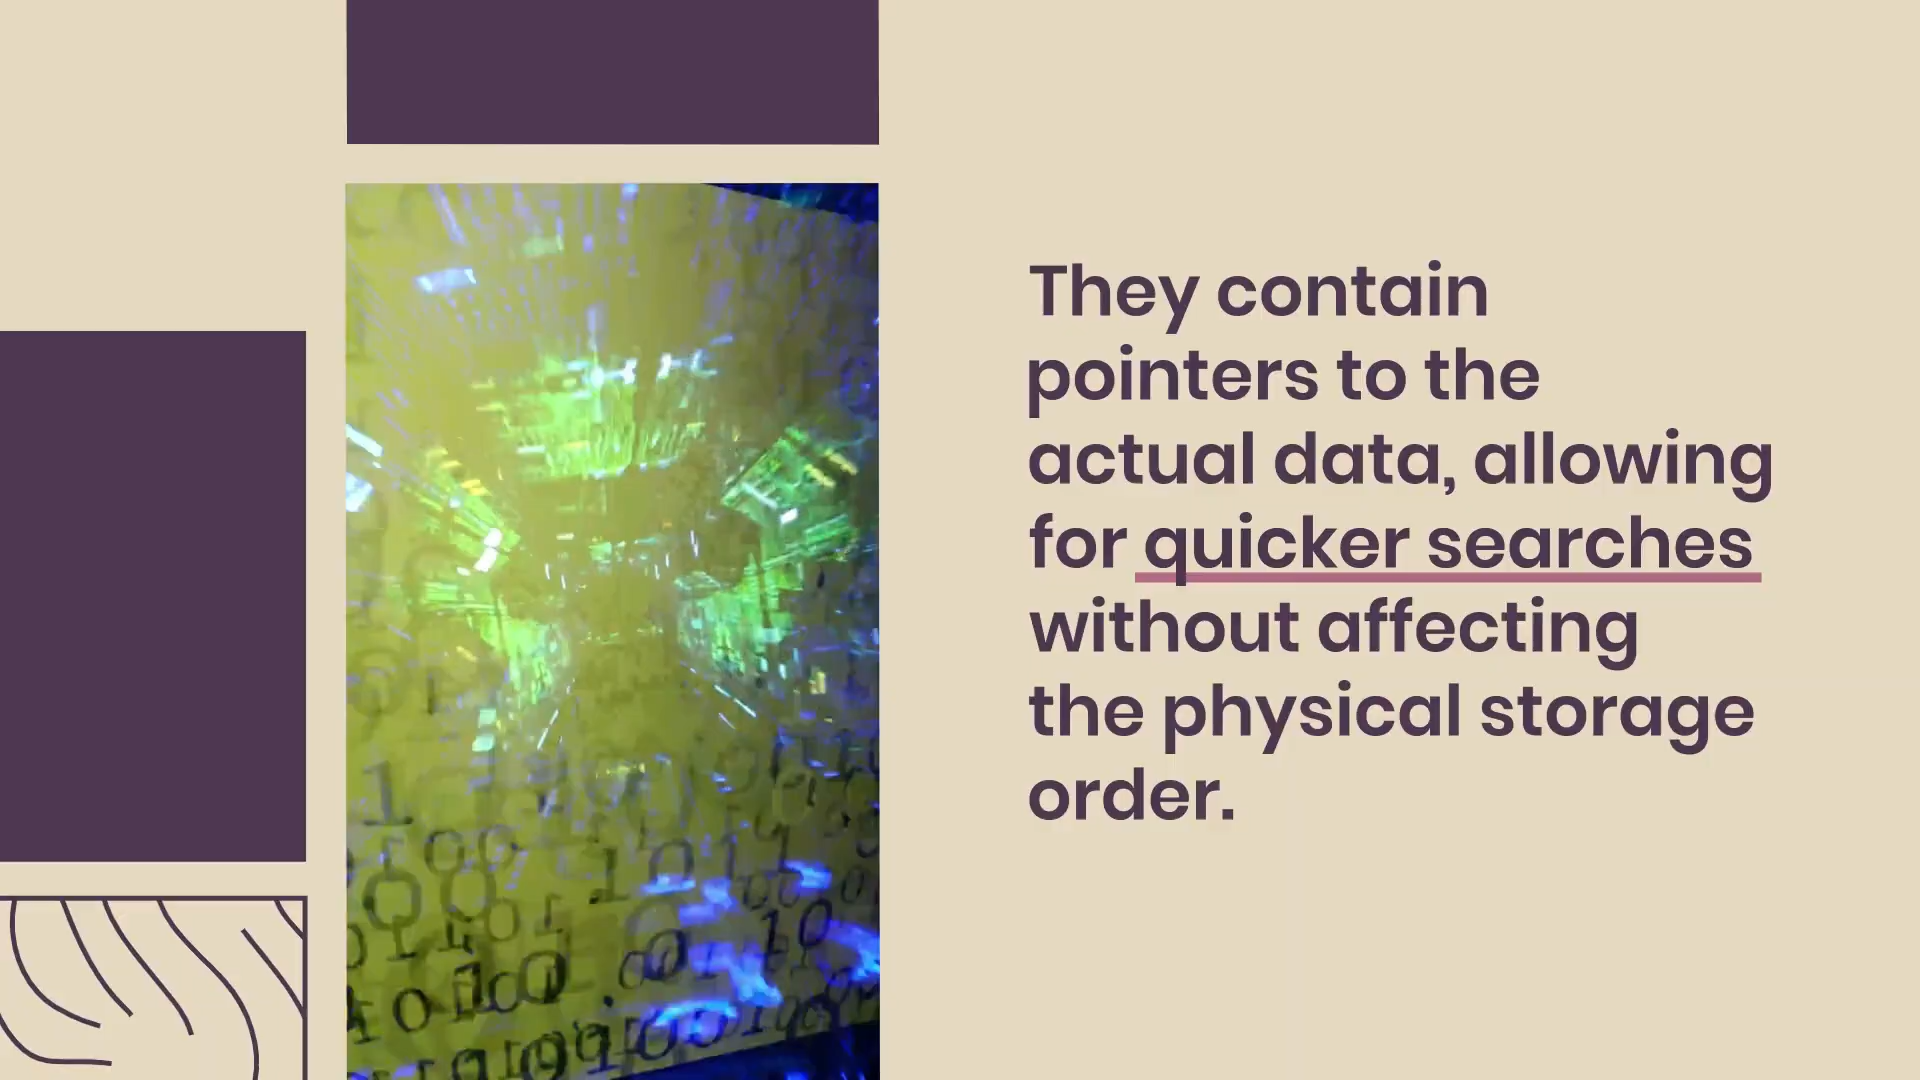 They contain
pointers to the
actual data, allowing
for quicker searches
without affecting
the physical storage
order.